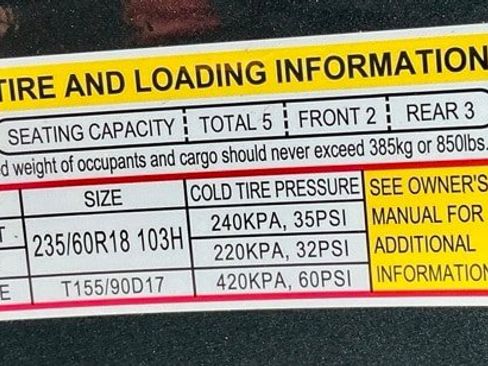 TIRE AND LOADING INFORMATION
SEATING CAPACITY TOTAL 5 FRONT 2 REAR 3
weight of occupants and cargo should never exceed 385kg or 850lbs.
SIZE COLD TIRE PRESSURE SEE OWNER'S
235/60R18 103H 240KPA, 35PSI MANUAL FOR
220KPA, 32PSI ADDITIONAL
T155/90D17 420KPA, 60PSI INFORMATION